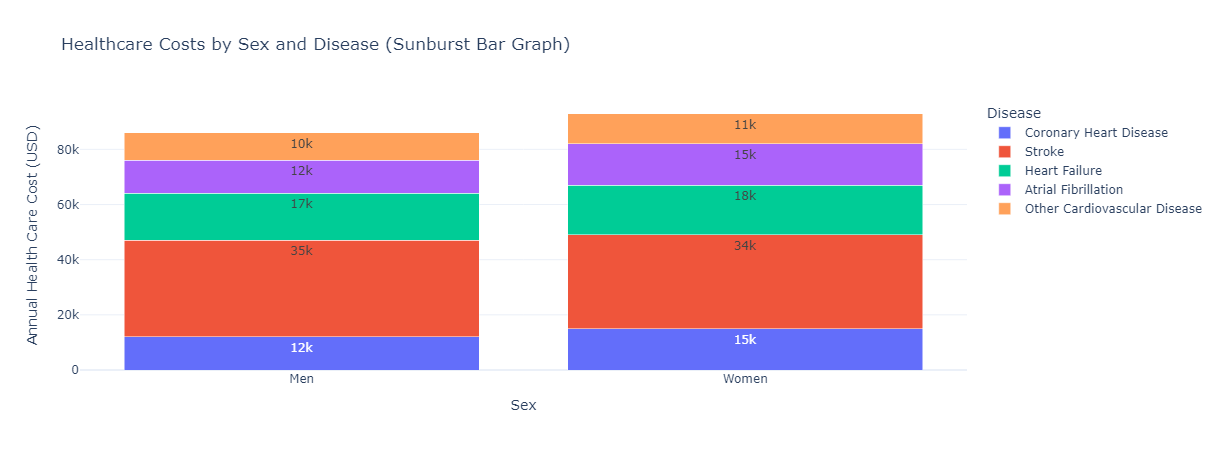 Healthcare Costs by Sex and Disease (Sunburst Bar Graph)
Annual Health Care Cost (USD)
80k
60k
40k
20k
0
10k
12k
17k
35k
12k
11k
15k
18k
34k
15k
Men
Women
Sex
Disease
Coronary Heart Disease
Stroke
Heart Failure
Atrial Fibrillation
Other Cardiovascular Disease